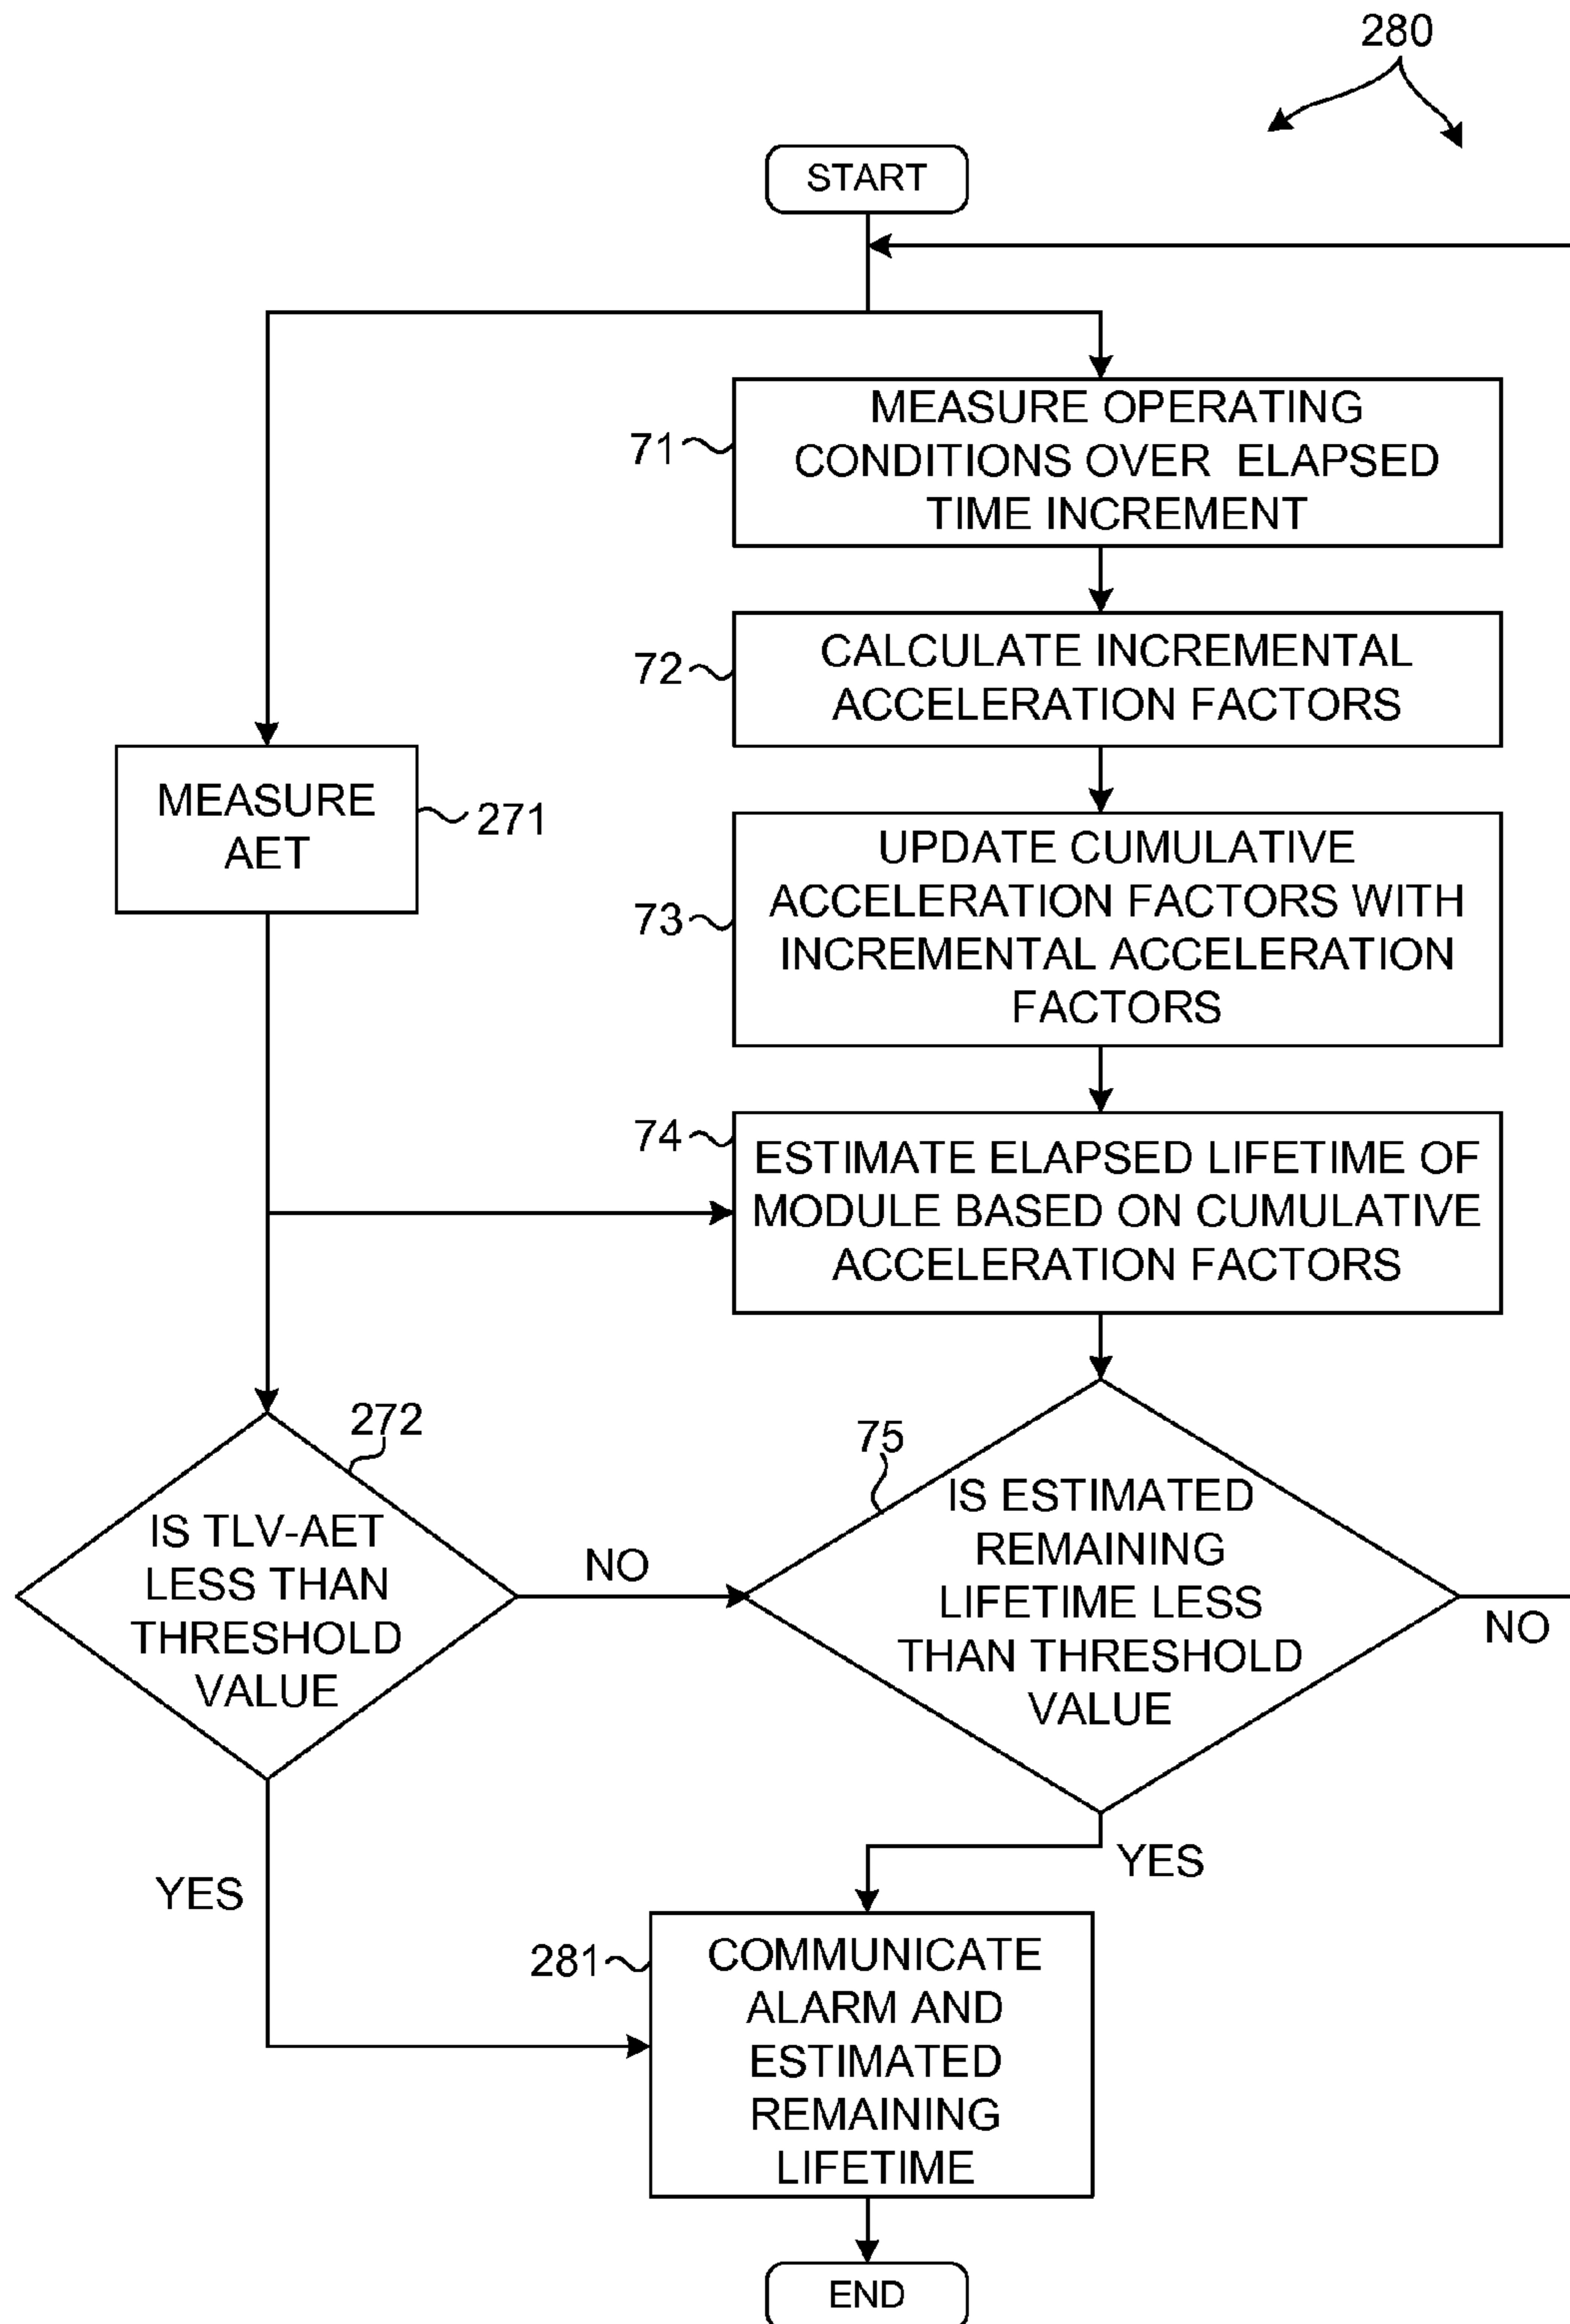 280
START
MEASURE OPERATING
CONDITIONS OVER ELAPSED
TIME INCREMENT
71
CALCULATE INCREMENTAL
ACCELERATION FACTORS
72
MEASURE
AET
271
UPDATE CUMULATIVE
ACCELERATION FACTORS WITH
INCREMENTAL ACCELERATION
FACTORS
73
74
ESTIMATE ELAPSED LIFETIME OF
MODULE BASED ON CUMULATIVE
ACCELERATION FACTORS
272
IS TLV-AET
LESS THAN
THRESHOLD
VALUE
NO
75
IS ESTIMATED
REMAINING
LIFETIME LESS
THAN THRESHOLD
VALUE
NO
YES
YES
281
COMMUNICATE
ALARM AND
ESTIMATED
REMAINING
LIFETIME
END